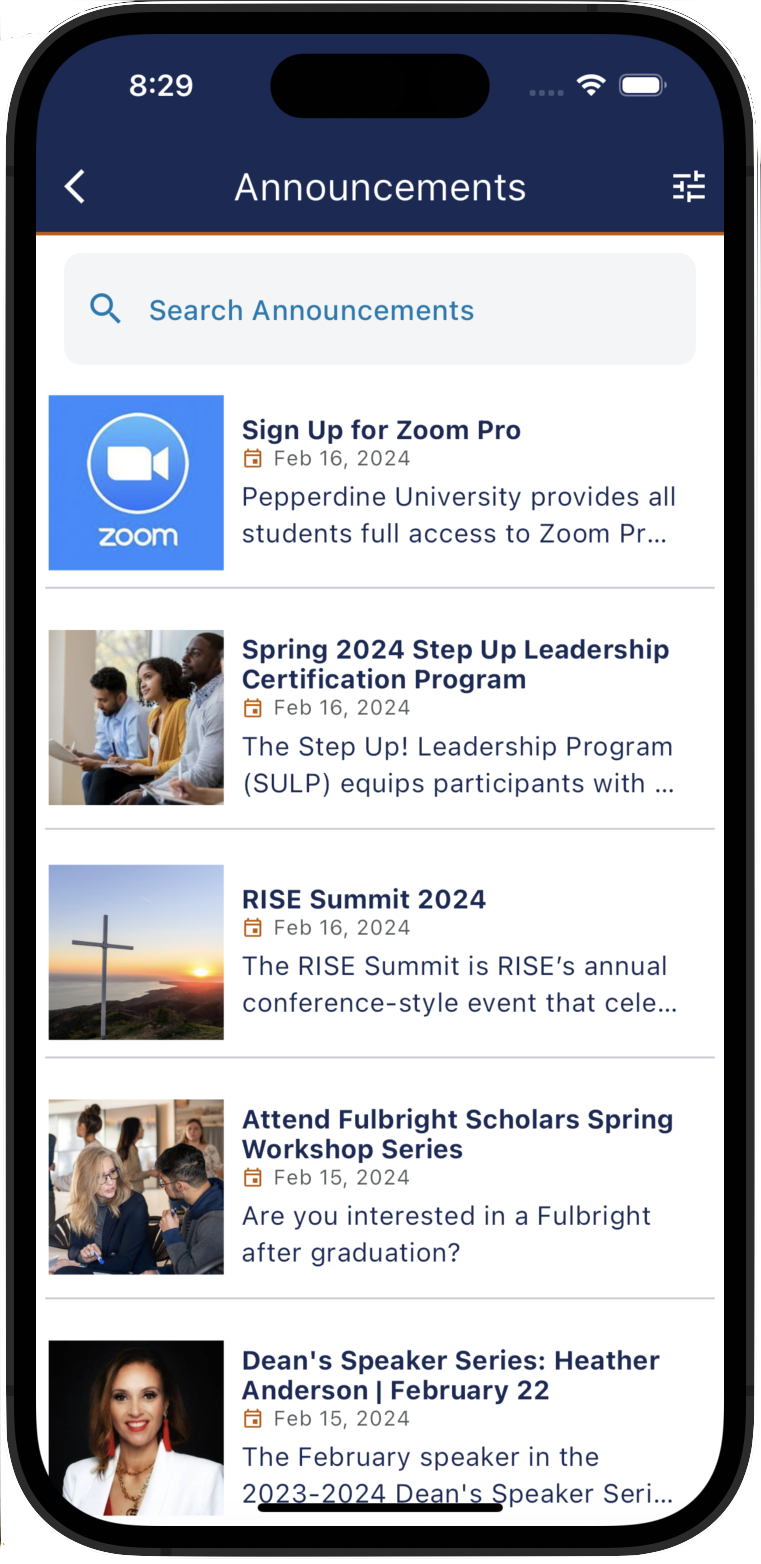 8:29
Announcements
Search Announcements
zoom
Sign Up for Zoom Pro
Feb 16, 2024
Pepperdine University provides all
students full access to Zoom Pr...
Spring 2024 Step Up Leadership
Certification Program
Feb 16, 2024
The Step Up! Leadership Program
(SULP) equips participants with ...
RISE Summit 2024
Feb 16, 2024
The RISE Summit is RISE’s annual
conference-style event that cele...
Attend Fulbright Scholars Spring
Workshop Series
Feb 15, 2024
Are you interested in a Fulbright
after graduation?
Dean's Speaker Series: Heather
Anderson | February 22
Feb 15, 2024
The February speaker in the
2023-2024 Dean's Speaker Seri...